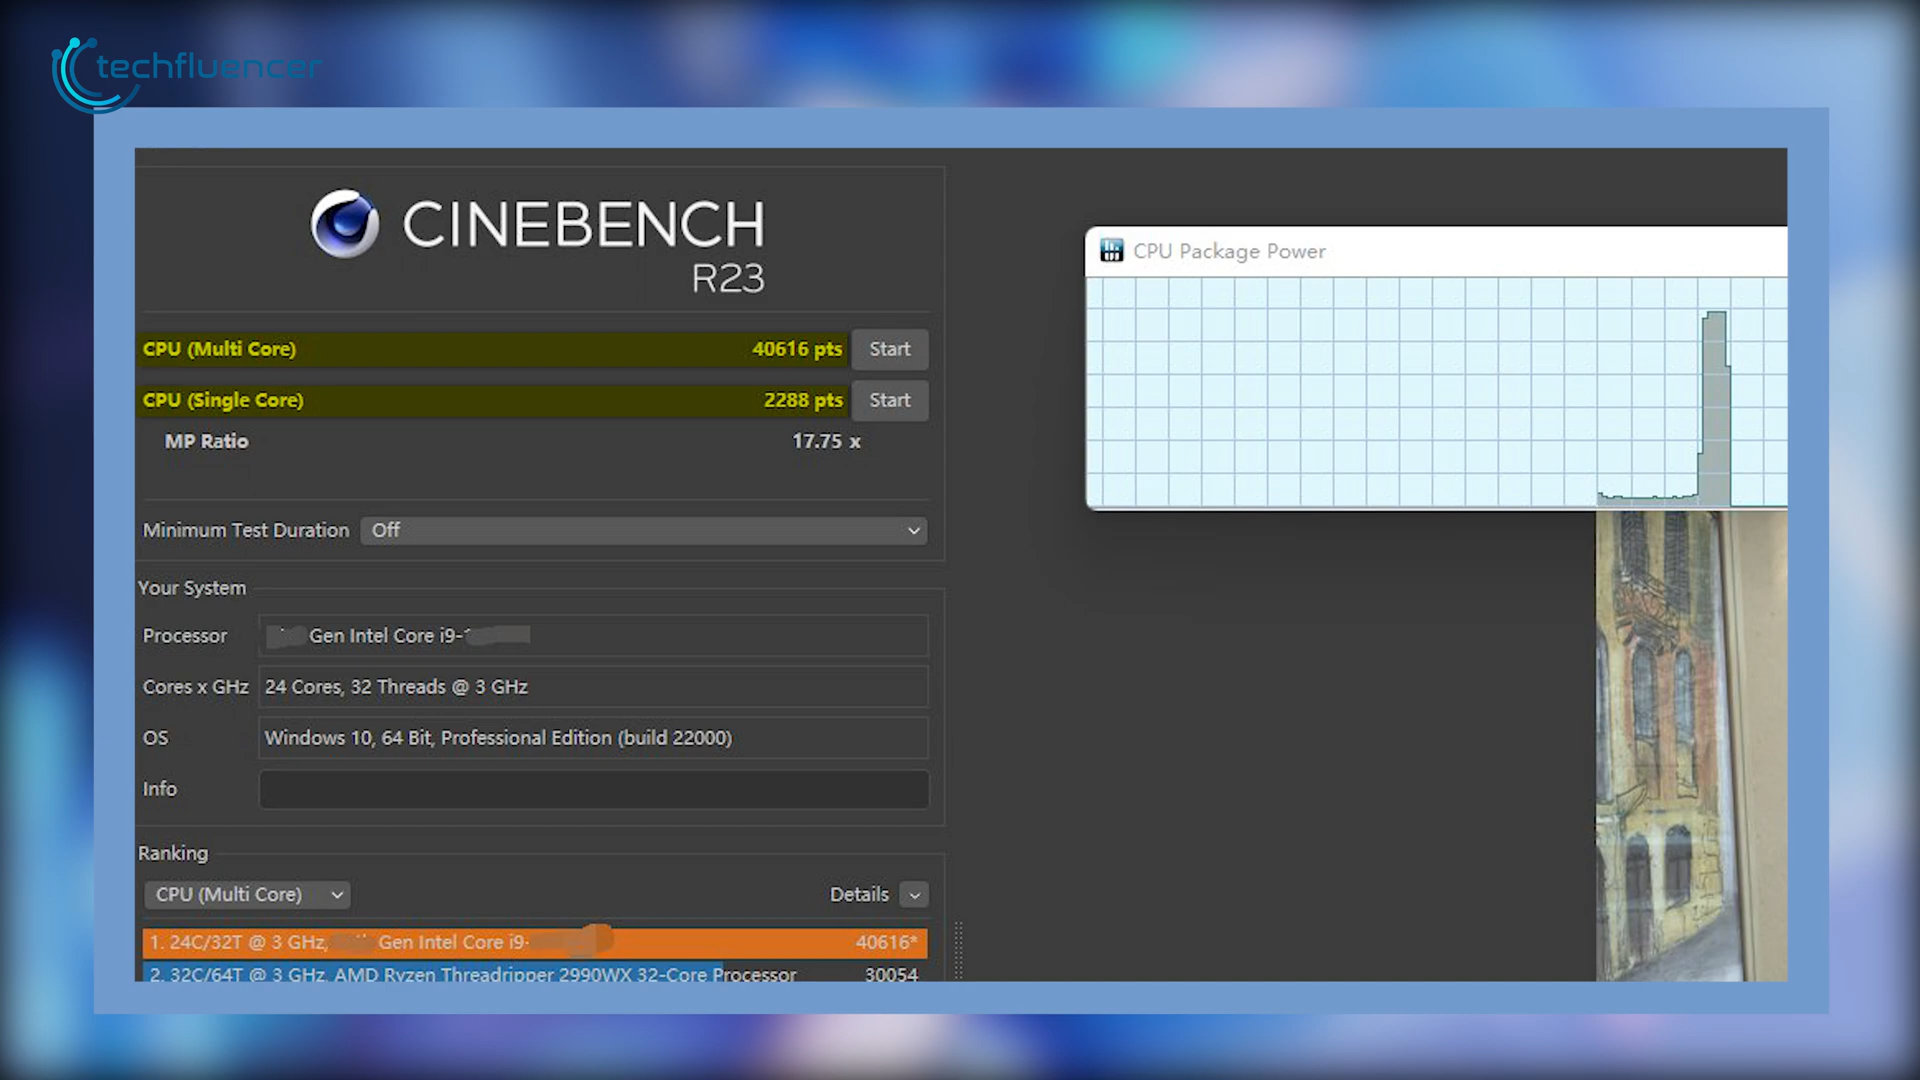 techfluencer
CINEBENCH
R23
CPU (Multi Core) 40616 pts Start
CPU (Single Core) 2288 pts Start
MP Ratio 17.75 x
Minimum Test Duration Off
Your System
Processor Gen Intel Core i9-
Cores x GHz 24 Cores, 32 Threads @ 3 GHz
OS Windows 10, 64 Bit, Professional Edition (build 22000)
Info
Ranking
CPU (Multi Core) Details
1. 24C/32T @ 3 GHz, Gen Intel Core i9- 40616*
2. 32C/64T @ 3 GHz, AMD Ryzen Threadripper 2990WX 32-Core Processor 30054
CPU Package Power